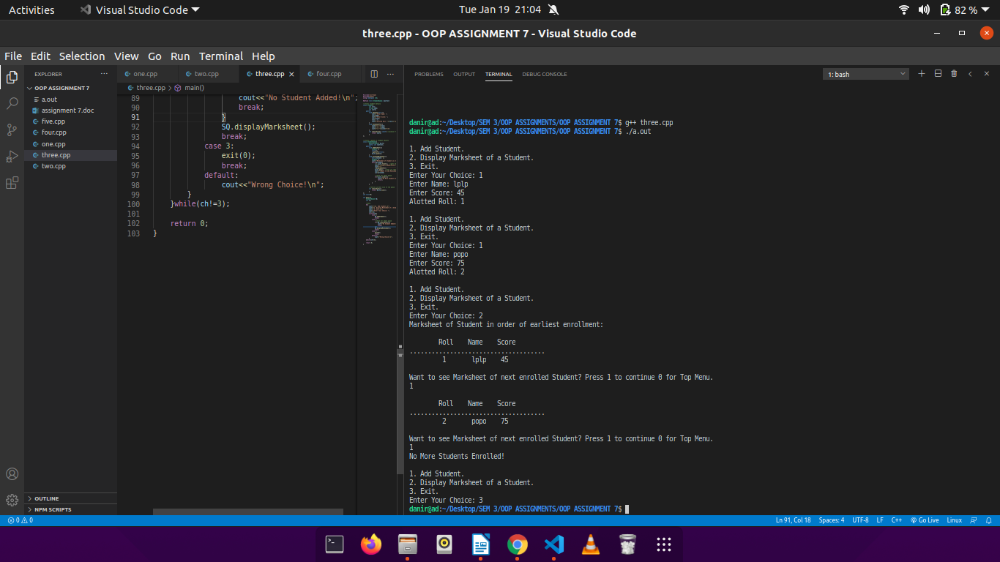 Activities
Visual Studio Code
Tue Jan 19 21:04
82 %
three.cpp - OOP ASSIGNMENT 7 - Visual Studio Code
File Edit Selection View Go Run Terminal Help
EXPLORER
OOP ASSIGNMENT 7
a.out
assignment 7.doc
five.cpp
four.cpp
one.cpp
three.cpp
two.cpp
OUTLINE
NPM SCRIPTS
one.cpp two.cpp three.cpp four.cpp
three.cpp > main()
89 cout<<"No Student Added!\n";
90 break;
91 }
92 SQ.displayMarksheet();
93 break;
94 case 3:
95 exit(0);
96 break;
97 default:
98 cout<<"Wrong Choice!\n";
99 }
100 }while(ch!=3);
101
102 return 0;
103 }
PROBLEMS OUTPUT TERMINAL DEBUG CONSOLE
1: bash
danir@ad:~/Desktop/SEM 3/OOP ASSIGNMENTS/OOP ASSIGNMENT 7$ g++ three.cpp
danir@ad:~/Desktop/SEM 3/OOP ASSIGNMENTS/OOP ASSIGNMENT 7$ ./a.out
1. Add Student.
2. Display Marksheet of a Student.
3. Exit.
Enter Your Choice: 1
Enter Name: lplp
Enter Score: 45
Alotted Roll: 1
1. Add Student.
2. Display Marksheet of a Student.
3. Exit.
Enter Your Choice: 1
Enter Name: popo
Enter Score: 75
Alotted Roll: 2
1. Add Student.
2. Display Marksheet of a Student.
3. Exit.
Enter Your Choice: 2
Marksheet of Student in order of earliest enrollment:
Roll Name Score
.....................................
1 lplp 45
Want to see Marksheet of next enrolled Student? Press 1 to continue 0 for Top Menu.
1
Roll Name Score
.....................................
2 popo 75
Want to see Marksheet of next enrolled Student? Press 1 to continue 0 for Top Menu.
1
No More Students Enrolled!
1. Add Student.
2. Display Marksheet of a Student.
3. Exit.
Enter Your Choice: 3
danir@ad:~/Desktop/SEM 3/OOP ASSIGNMENTS/OOP ASSIGNMENT 7$
0 0
Ln 91, Col 18 Spaces: 4 UTF-8 LF C++ Go Live Linux